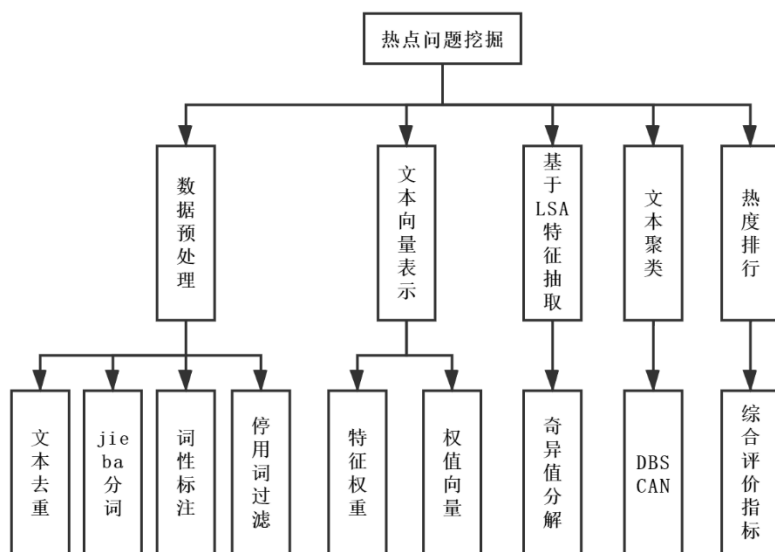 热点问题挖掘
数据预处理
文本向量表示
基于LSA特征抽取
文本聚类
热度排行
文本去重
jieba分词
词性标注
停用词过滤
特征权重
权值向量
奇异值分解
DBSCAN
综合评价指标